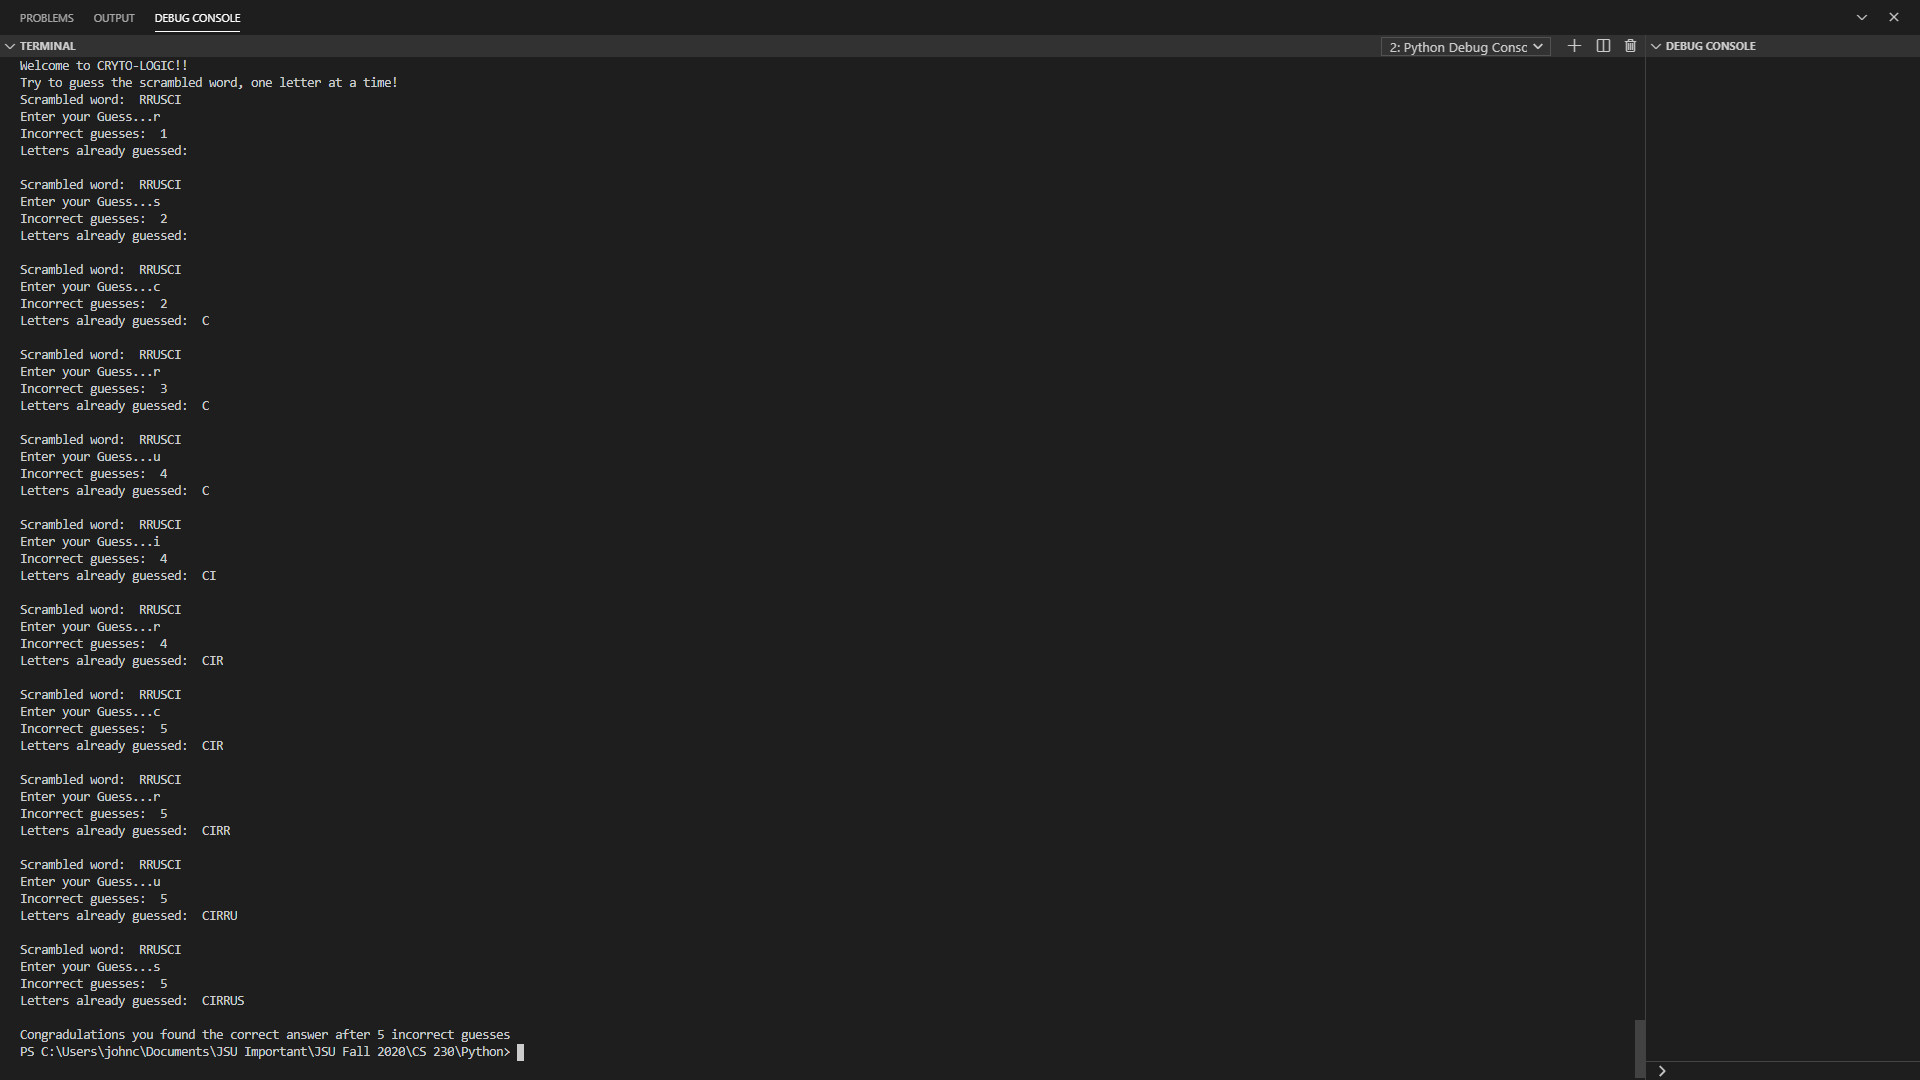 PROBLEMS OUTPUT DEBUG CONSOLE
TERMINAL 2: Python Debug Consc DEBUG CONSOLE
Welcome to CRYTO-LOGIC!!
Try to guess the scrambled word, one letter at a time!
Scrambled word:  RRUSCI
Enter your Guess...r
Incorrect guesses:  1
Letters already guessed:

Scrambled word:  RRUSCI
Enter your Guess...s
Incorrect guesses:  2
Letters already guessed:

Scrambled word:  RRUSCI
Enter your Guess...c
Incorrect guesses:  2
Letters already guessed:  C

Scrambled word:  RRUSCI
Enter your Guess...r
Incorrect guesses:  3
Letters already guessed:  C

Scrambled word:  RRUSCI
Enter your Guess...u
Incorrect guesses:  4
Letters already guessed:  C

Scrambled word:  RRUSCI
Enter your Guess...i
Incorrect guesses:  4
Letters already guessed:  CI

Scrambled word:  RRUSCI
Enter your Guess...r
Incorrect guesses:  4
Letters already guessed:  CIR

Scrambled word:  RRUSCI
Enter your Guess...c
Incorrect guesses:  5
Letters already guessed:  CIR

Scrambled word:  RRUSCI
Enter your Guess...r
Incorrect guesses:  5
Letters already guessed:  CIRR

Scrambled word:  RRUSCI
Enter your Guess...u
Incorrect guesses:  5
Letters already guessed:  CIRRU

Scrambled word:  RRUSCI
Enter your Guess...s
Incorrect guesses:  5
Letters already guessed:  CIRRUS

Congradulations you found the correct answer after 5 incorrect guesses
PS C:\Users\johnc\Documents\JSU Important\JSU Fall 2020\CS 230\Python>